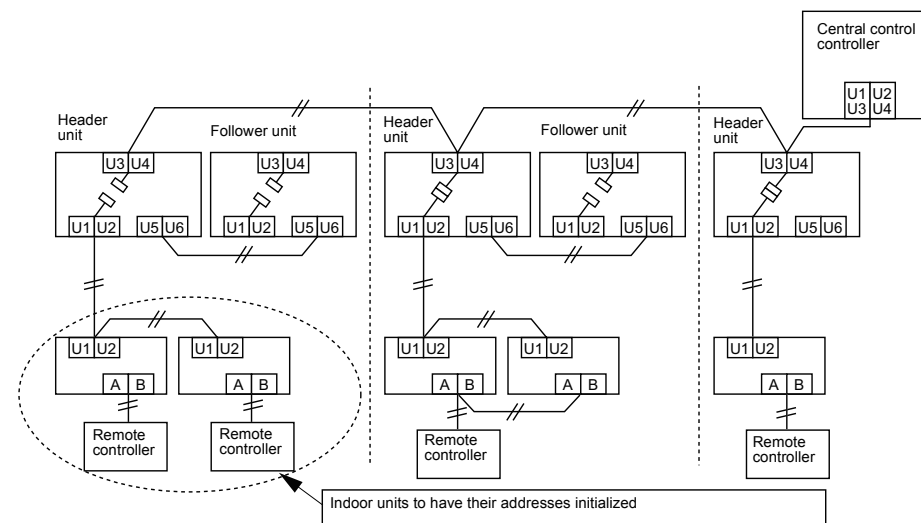 Central control
controller
U1 U2
U3 U4
Header
unit
Follower unit
Header
unit
Follower unit
Header
unit
U3 U4
U3 U4
U3 U4
U3 U4
U3 U4
U1 U2
U5 U6
U1 U2
U5 U6
U1 U2
U5 U6
U1 U2
U5 U6
U1 U2
U5 U6
U1 U2
U1 U2
U1 U2
U1 U2
U1 U2
A B
A B
A B
A B
A B
Remote
controller
Remote
controller
Remote
controller
Remote
controller
Indoor units to have their addresses initialized